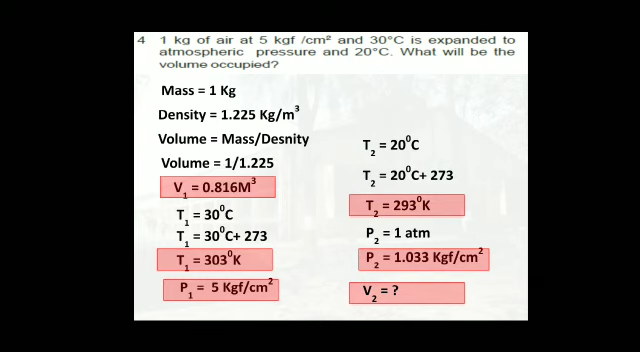 4 1 kg of air at 5 kgf /cm² and 30°C is expanded to
atmospheric pressure and 20°C. What will be the
volume occupied?
Mass = 1 Kg
Density = 1.225 Kg/m³
Volume = Mass/Desnity
Volume = 1/1.225
V₁ = 0.816M³
T₁ = 30⁰C
T₁ = 30⁰C+ 273
T₁ = 303⁰K
P₁ = 5 Kgf/cm²
T₂ = 20⁰C
T₂ = 20⁰C+ 273
T₂ = 293⁰K
P₂ = 1 atm
P₂ = 1.033 Kgf/cm²
V₂ = ?